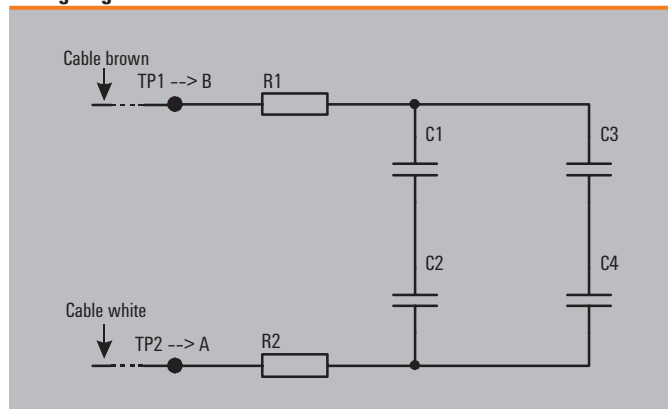 Cable brown
TP1 --> B
R1
C1
C3
C2
C4
Cable white
TP2 --> A
R2